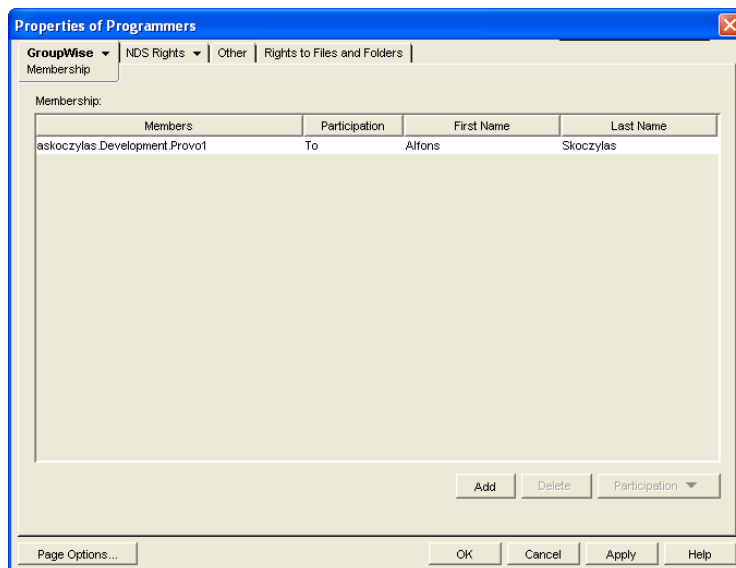 Properties of Programmers
GroupWise NDS Rights Other Rights to Files and Folders
Membership
Membership:
Members Participation First Name Last Name
askoczylas.Development.Provo1 To Alfons Skoczylas
Add Delete Participation
Page Options... OK Cancel Apply Help